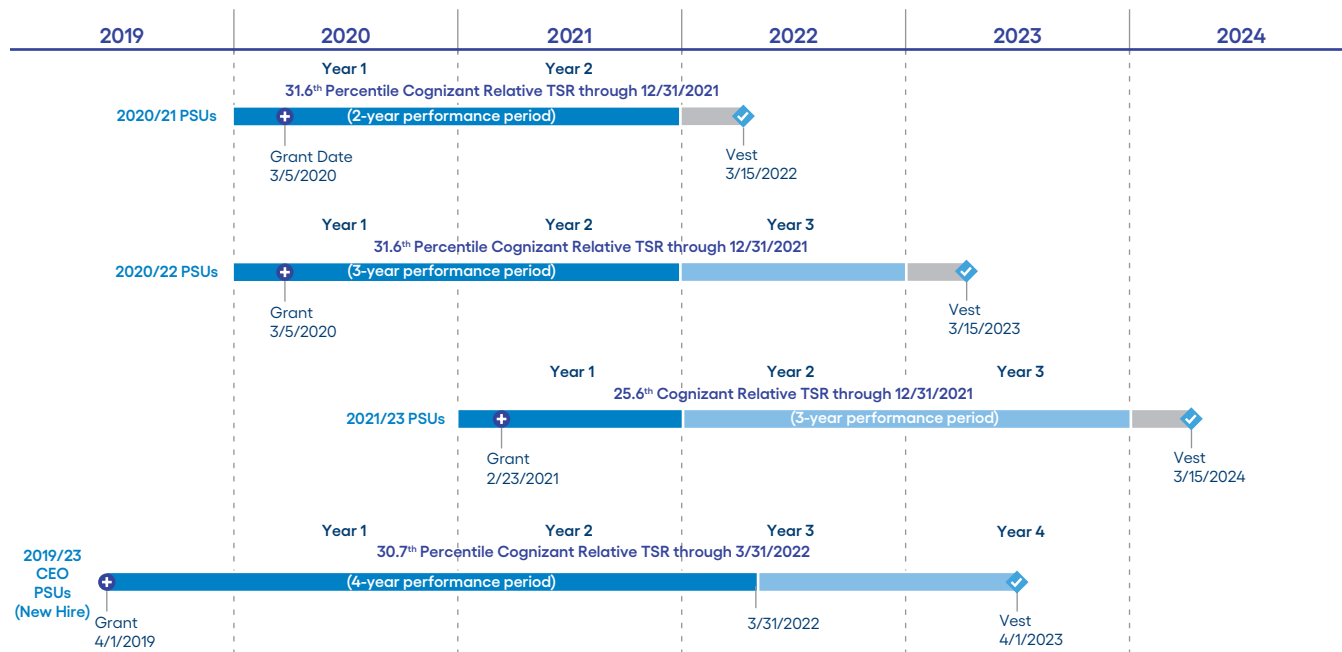 2019 2020 2021 2022 2023 2024
Year 1 Year 2
31.6th Percentile Cognizant Relative TSR through 12/31/2021
2020/21 PSUs (2-year performance period)
Grant Date
3/5/2020
Vest
3/15/2022
Year 1 Year 2 Year 3
31.6th Percentile Cognizant Relative TSR through 12/31/2021
2020/22 PSUs (3-year performance period)
Grant
3/5/2020
Vest
3/15/2023
Year 1 Year 2 Year 3
25.6th Cognizant Relative TSR through 12/31/2021
2021/23 PSUs (3-year performance period)
Grant
2/23/2021
Vest
3/15/2024
Year 1 Year 2 Year 3 Year 4
30.7th Percentile Cognizant Relative TSR through 3/31/2022
2019/23
CEO
PSUs
(New Hire)
(4-year performance period)
Grant
4/1/2019
3/31/2022
Vest
4/1/2023